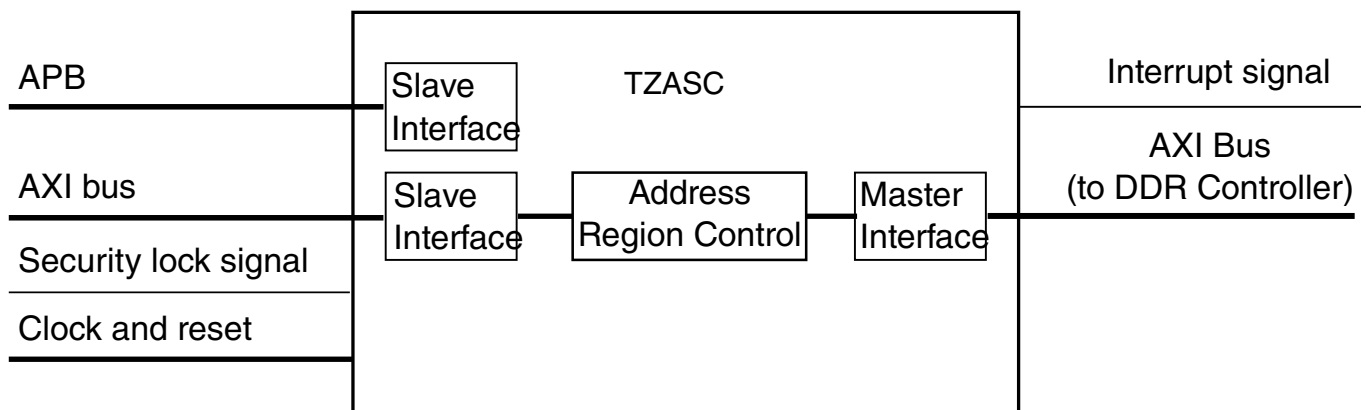 APB
Slave
Interface
TZASC
Interrupt signal
AXI bus
Slave
Interface
Address
Region Control
Master
Interface
AXI Bus
(to DDR Controller)
Security lock signal
Clock and reset